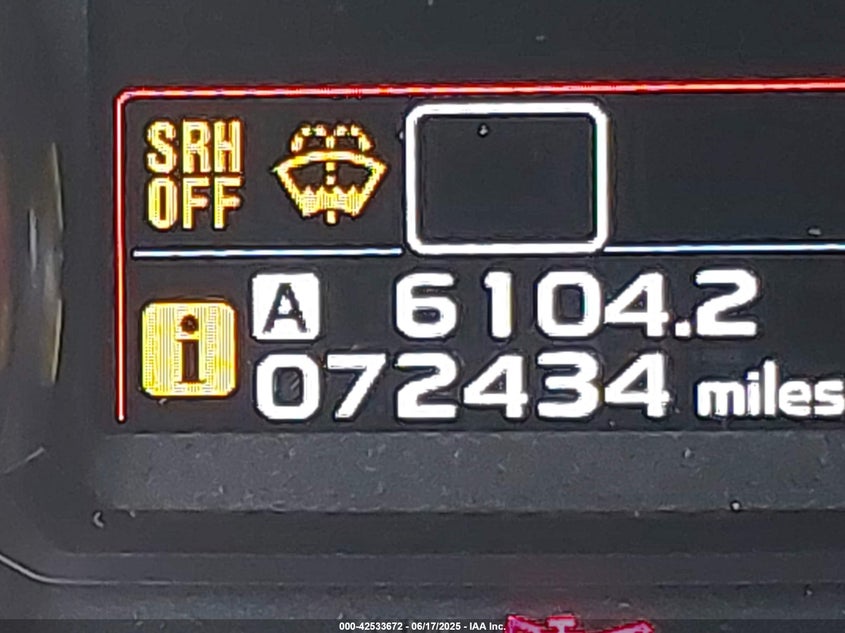 SRH
OFF
i A 6104.2
072434 miles
000-42533672 - 06/17/2025 - IAA Inc.